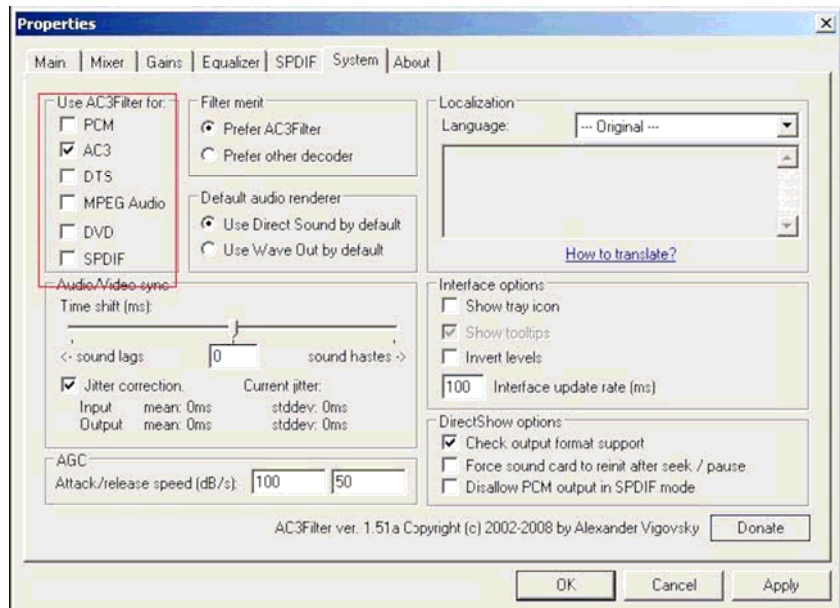 Properties
Main Mixer Gains Equalizer SPDIF System About
Use AC3Filter for:
PCM
AC3
DTS
MPEG Audio
DVD
SPDIF
Filter merit
Prefer AC3Filter
Prefer other decoder
Default audio renderer
Use Direct Sound by default
Use Wave Out by default
Localization
Language: --- Original ---
How to translate?
Audio/Video sync
Time shift (ms):
<- sound lags 0 sound hastes ->
Jitter correction. Current jitter:
Input mean: 0ms stddev: 0ms
Output mean: 0ms stddev: 0ms
AGC
Attack/release speed (dB/s): 100 50
Interface options
Show tray icon
Show tooltips
Invert levels
100 Interface update rate (ms)
DirectShow options
Check output format support
Force sound card to reinit after seek / pause
Disallow PCM output in SPDIF mode
AC3Filter ver. 1.51a Copyright (c) 2002-2008 by Alexander Vigovsky Donate
OK Cancel Apply